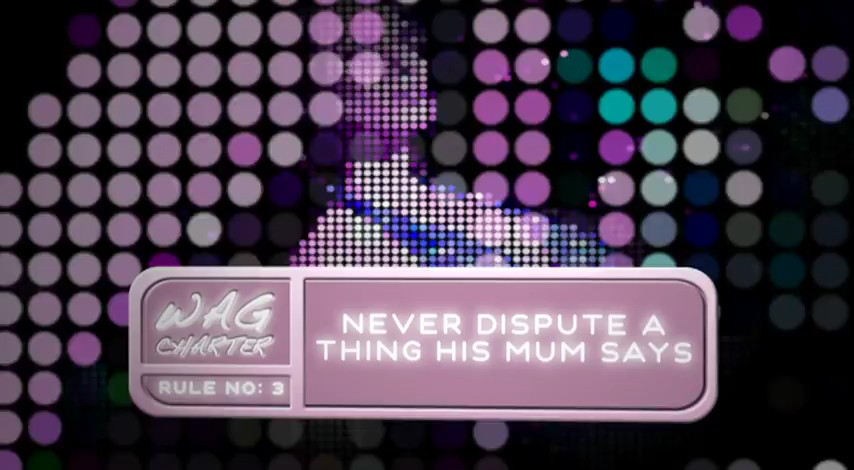 WAG
CHARTER
RULE NO: 3
NEVER DISPUTE A
THING HIS MUM SAYS